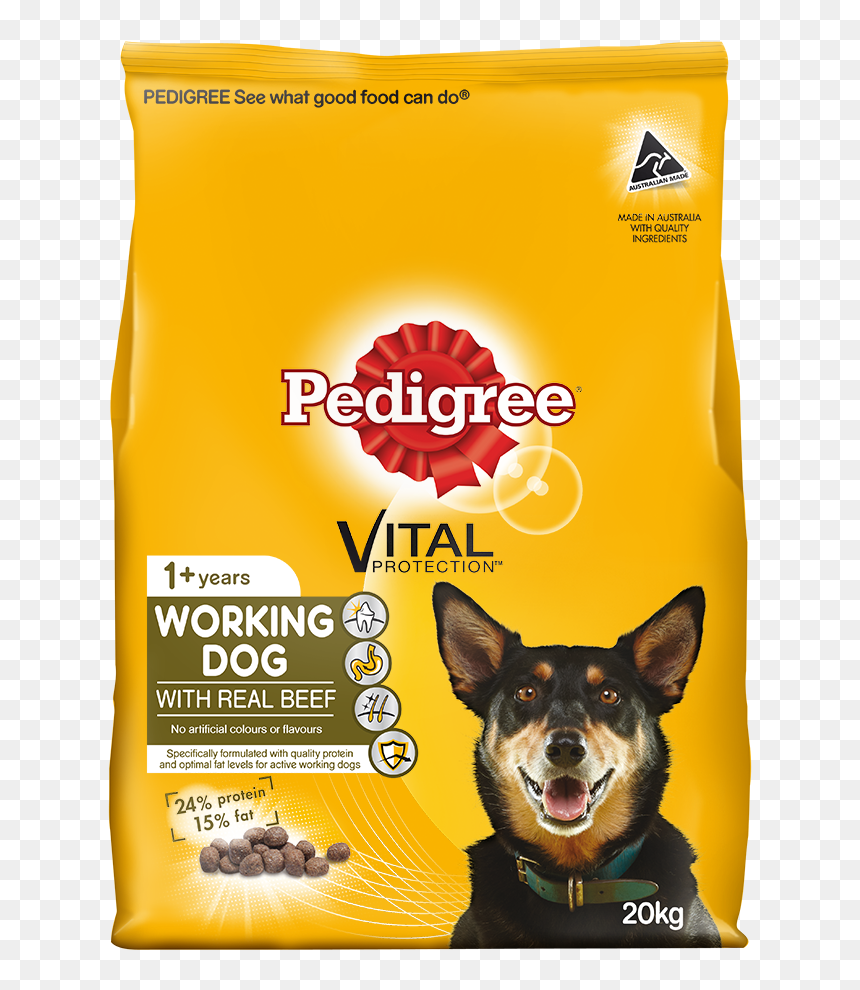 PEDIGREE See what good food can do®
AUSTRALIAN MADE
MADE IN AUSTRALIA
WITH QUALITY
INGREDIENTS
Pedigree®
VITAL
PROTECTION™
1+ years
WORKING
DOG
WITH REAL BEEF
No artificial colours or flavours
Specifically formulated with quality protein
and optimal fat levels for active working dogs
24% protein
15% fat
20kg